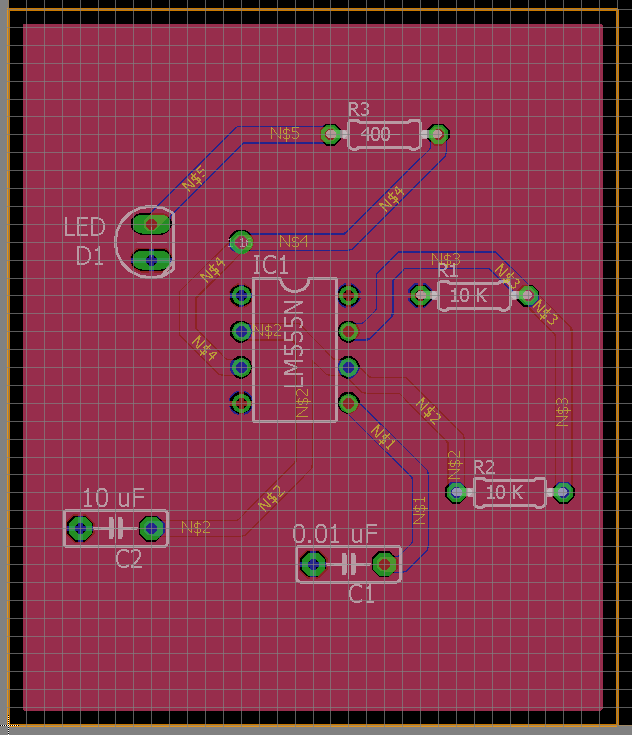 R3
400
N$5
N$5
N$4
LED
D1
N$4
N$4
IC1
N$3
R1
N$3
10 K
N$3
LM555N
N$2
N$4
N$2
N$2
N$3
N$1
N$2
R2
10 K
10 uF
N$2
N$1
N$2
C2
0.01 uF
C1